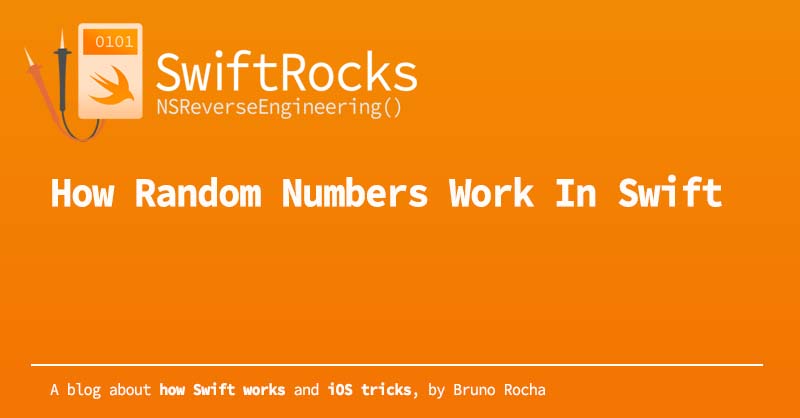 0101
SwiftRocks
NSReverseEngineering()
How Random Numbers Work In Swift
A blog about how Swift works and iOS tricks, by Bruno Rocha